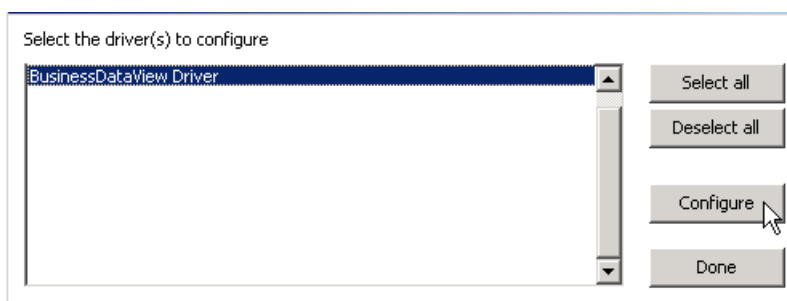 Select the driver(s) to configure
BusinessDataView Driver
Select all
Deselect all
Configure
Done